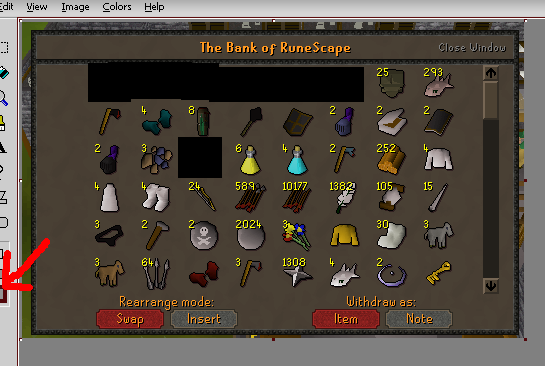 Edit View Image Colors Help
The Bank of RuneScape
Close Window
25 293
4 8 2 2 2
2 3 6 4 2 252 4
4 24 589 10177 1382 105 15
3 2 2 2024 3 3
3 64 3 1308 4 2
Rearrange mode: Withdraw as:
Swap Insert Item Note